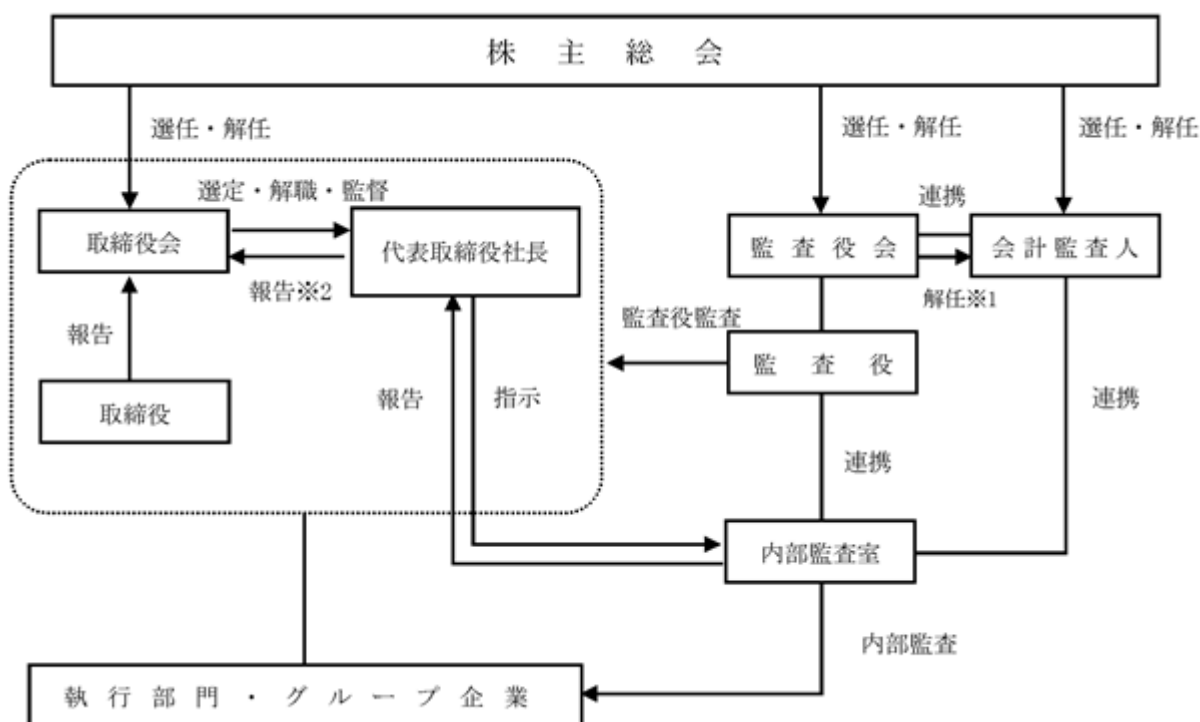 株主総会
選任・解任
選任・解任
選任・解任
選定・解職・監督
連携
取締役会
代表取締役社長
監査役会
会計監査人
報告※2
解任※1
監査役監査
報告
監査役
取締役
報告
指示
連携
連携
内部監査室
内部監査
執行部門・グループ企業